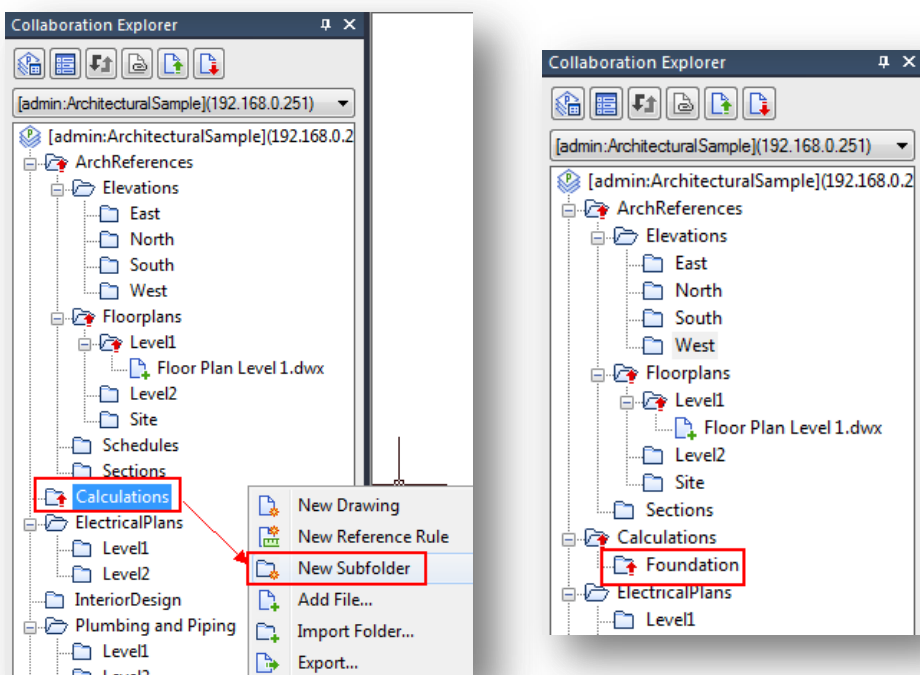 Collaboration Explorer
[admin:ArchitecturalSample](192.168.0.251)
[admin:ArchitecturalSample](192.168.0.2
ArchReferences
Elevations
East
North
South
West
Floorplans
Level1
Floor Plan Level 1.dwx
Level2
Site
Schedules
Sections
Calculations
ElectricalPlans
Level1
Level2
InteriorDesign
Plumbing and Piping
Level1
Level2
New Drawing
New Reference Rule
New Subfolder
Add File...
Import Folder...
Export...
Collaboration Explorer
[admin:ArchitecturalSample](192.168.0.251)
[admin:ArchitecturalSample](192.168.0.2
ArchReferences
Elevations
East
North
South
West
Floorplans
Level1
Floor Plan Level 1.dwx
Level2
Site
Sections
Calculations
Foundation
ElectricalPlans
Level1